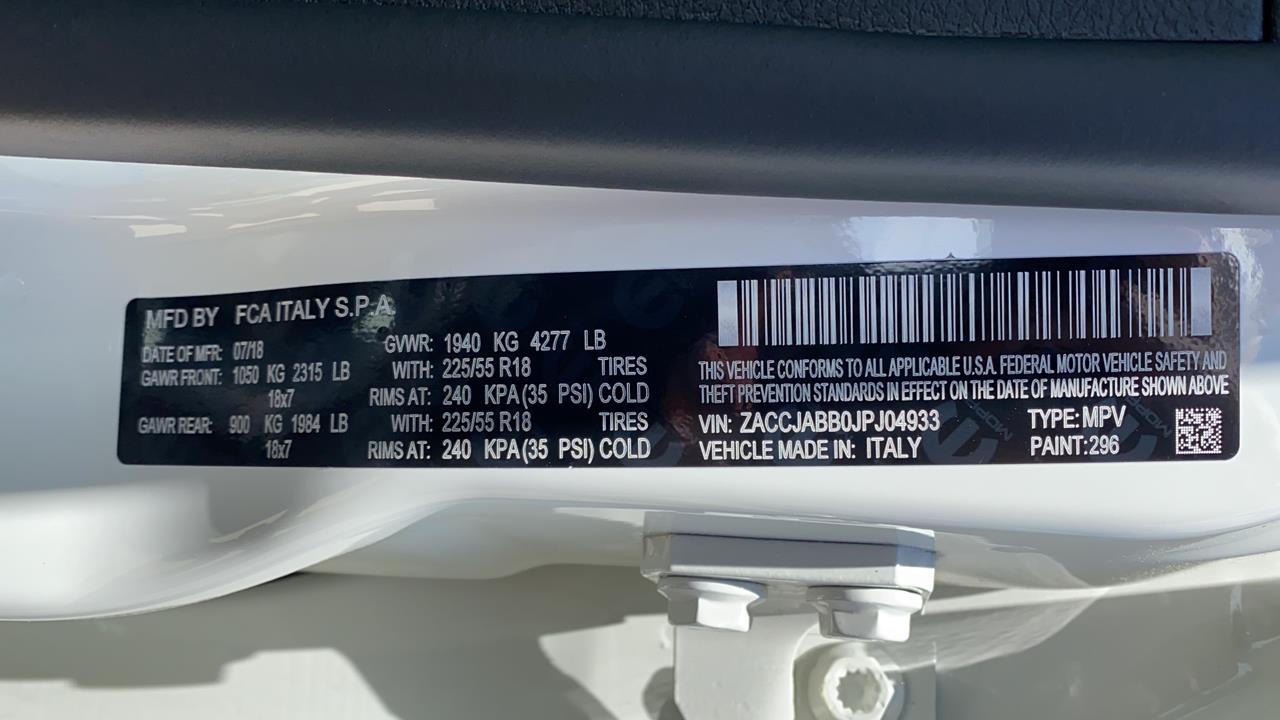 MFD BY FCA ITALY S.P.A
DATE OF MFR: 07/18
GVWR: 1940 KG 4277 LB
GAWR FRONT: 1050 KG 2315 LB WITH: 225/55 R18 TIRES
18x7 RIMS AT: 240 KPA(35 PSI) COLD
GAWR REAR: 900 KG 1984 LB WITH: 225/55 R18 TIRES
18x7 RIMS AT: 240 KPA(35 PSI) COLD
THIS VEHICLE CONFORMS TO ALL APPLICABLE U.S.A. FEDERAL MOTOR VEHICLE SAFETY AND
THEFT PREVENTION STANDARDS IN EFFECT ON THE DATE OF MANUFACTURE SHOWN ABOVE
VIN: ZACCJABB0JPJ04933 TYPE: MPV
VEHICLE MADE IN: ITALY PAINT: 296